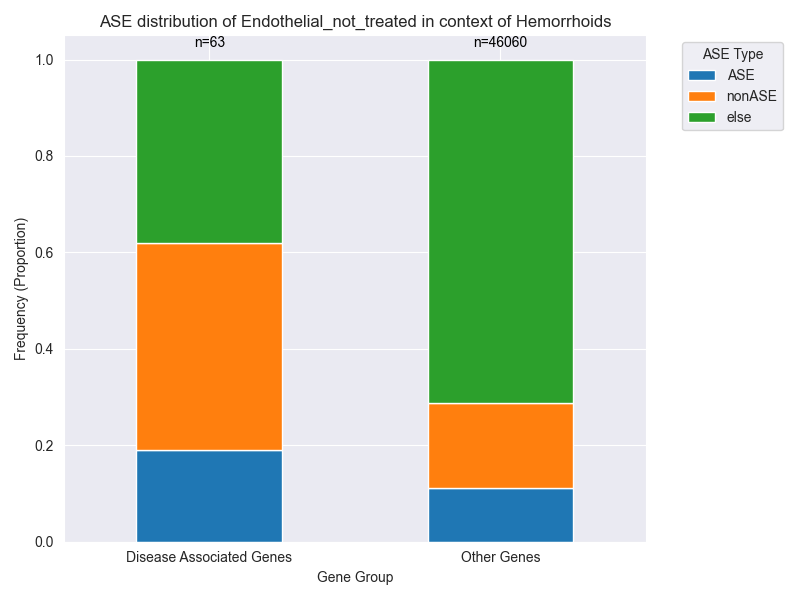 ASE distribution of Endothelial_not_treated in context of Hemorrhoids
n=63
n=46060
ASE Type
ASE
nonASE
else
1.0
0.8
0.6
0.4
0.2
0.0
Frequency (Proportion)
Disease Associated Genes
Other Genes
Gene Group